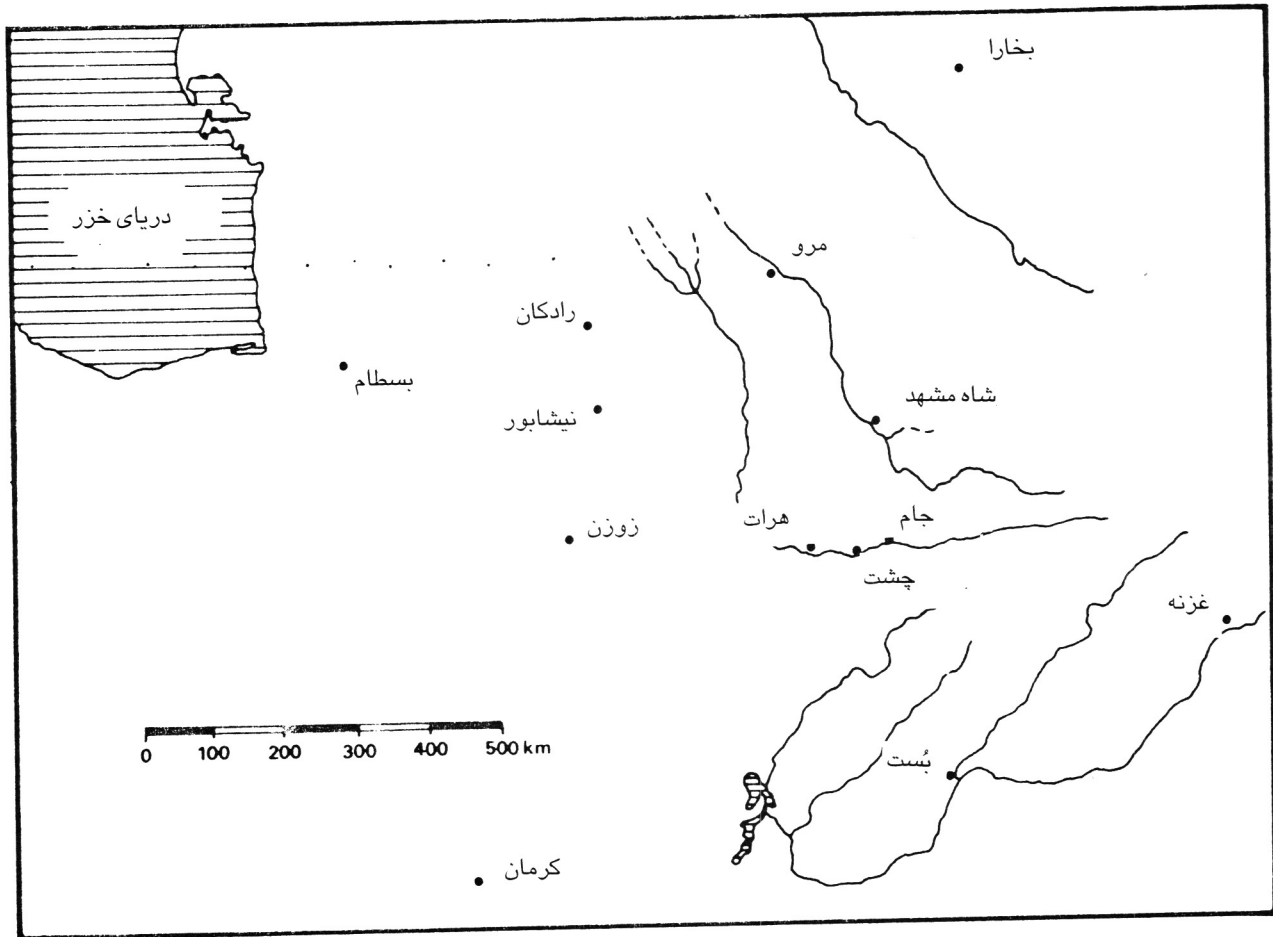 بخارا
دریای خزر
مرو
رادکان
بسطام
شاه مشهد
نیشابور
هرات
جام
زوزن
چشت
غزنه
0 100 200 300 400 500 km
بُست
کرمان